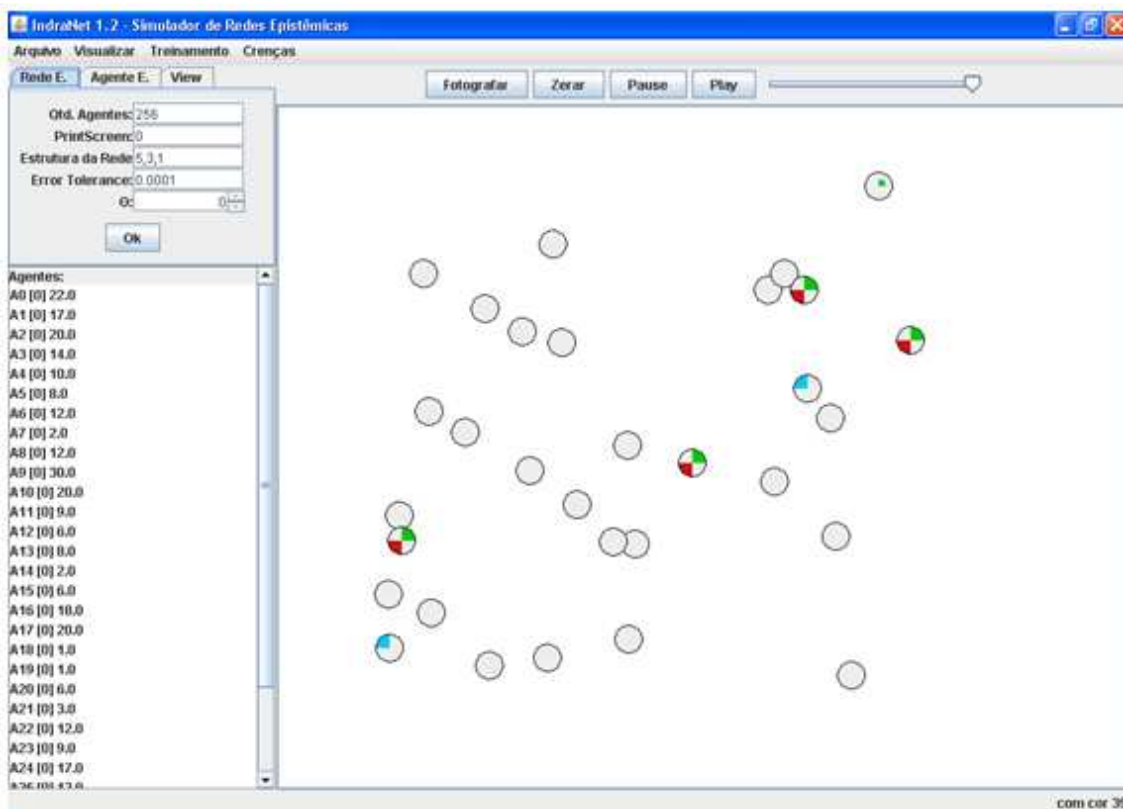 IndraNet 1.2 - Simulador de Redes Epistêmicas
Arquivo Visualizar Treinamento Crenças
Rede E. Agente E. View
Fotografar Zerar Pause Play
Qtd. Agentes: 256
PrintScreen: 0
Estrutura da Rede 5,3,1
Error Tolerance: 0.0001
Θ: 0
Ok
Agentes:
A0 [0] 22.0
A1 [0] 17.0
A2 [0] 20.0
A3 [0] 14.0
A4 [0] 10.0
A5 [0] 8.0
A6 [0] 12.0
A7 [0] 2.0
A8 [0] 12.0
A9 [0] 30.0
A10 [0] 20.0
A11 [0] 9.0
A12 [0] 6.0
A13 [0] 8.0
A14 [0] 2.0
A15 [0] 6.0
A16 [0] 18.0
A17 [0] 20.0
A18 [0] 1.0
A19 [0] 1.0
A20 [0] 6.0
A21 [0] 3.0
A22 [0] 12.0
A23 [0] 9.0
A24 [0] 17.0
com cor 39